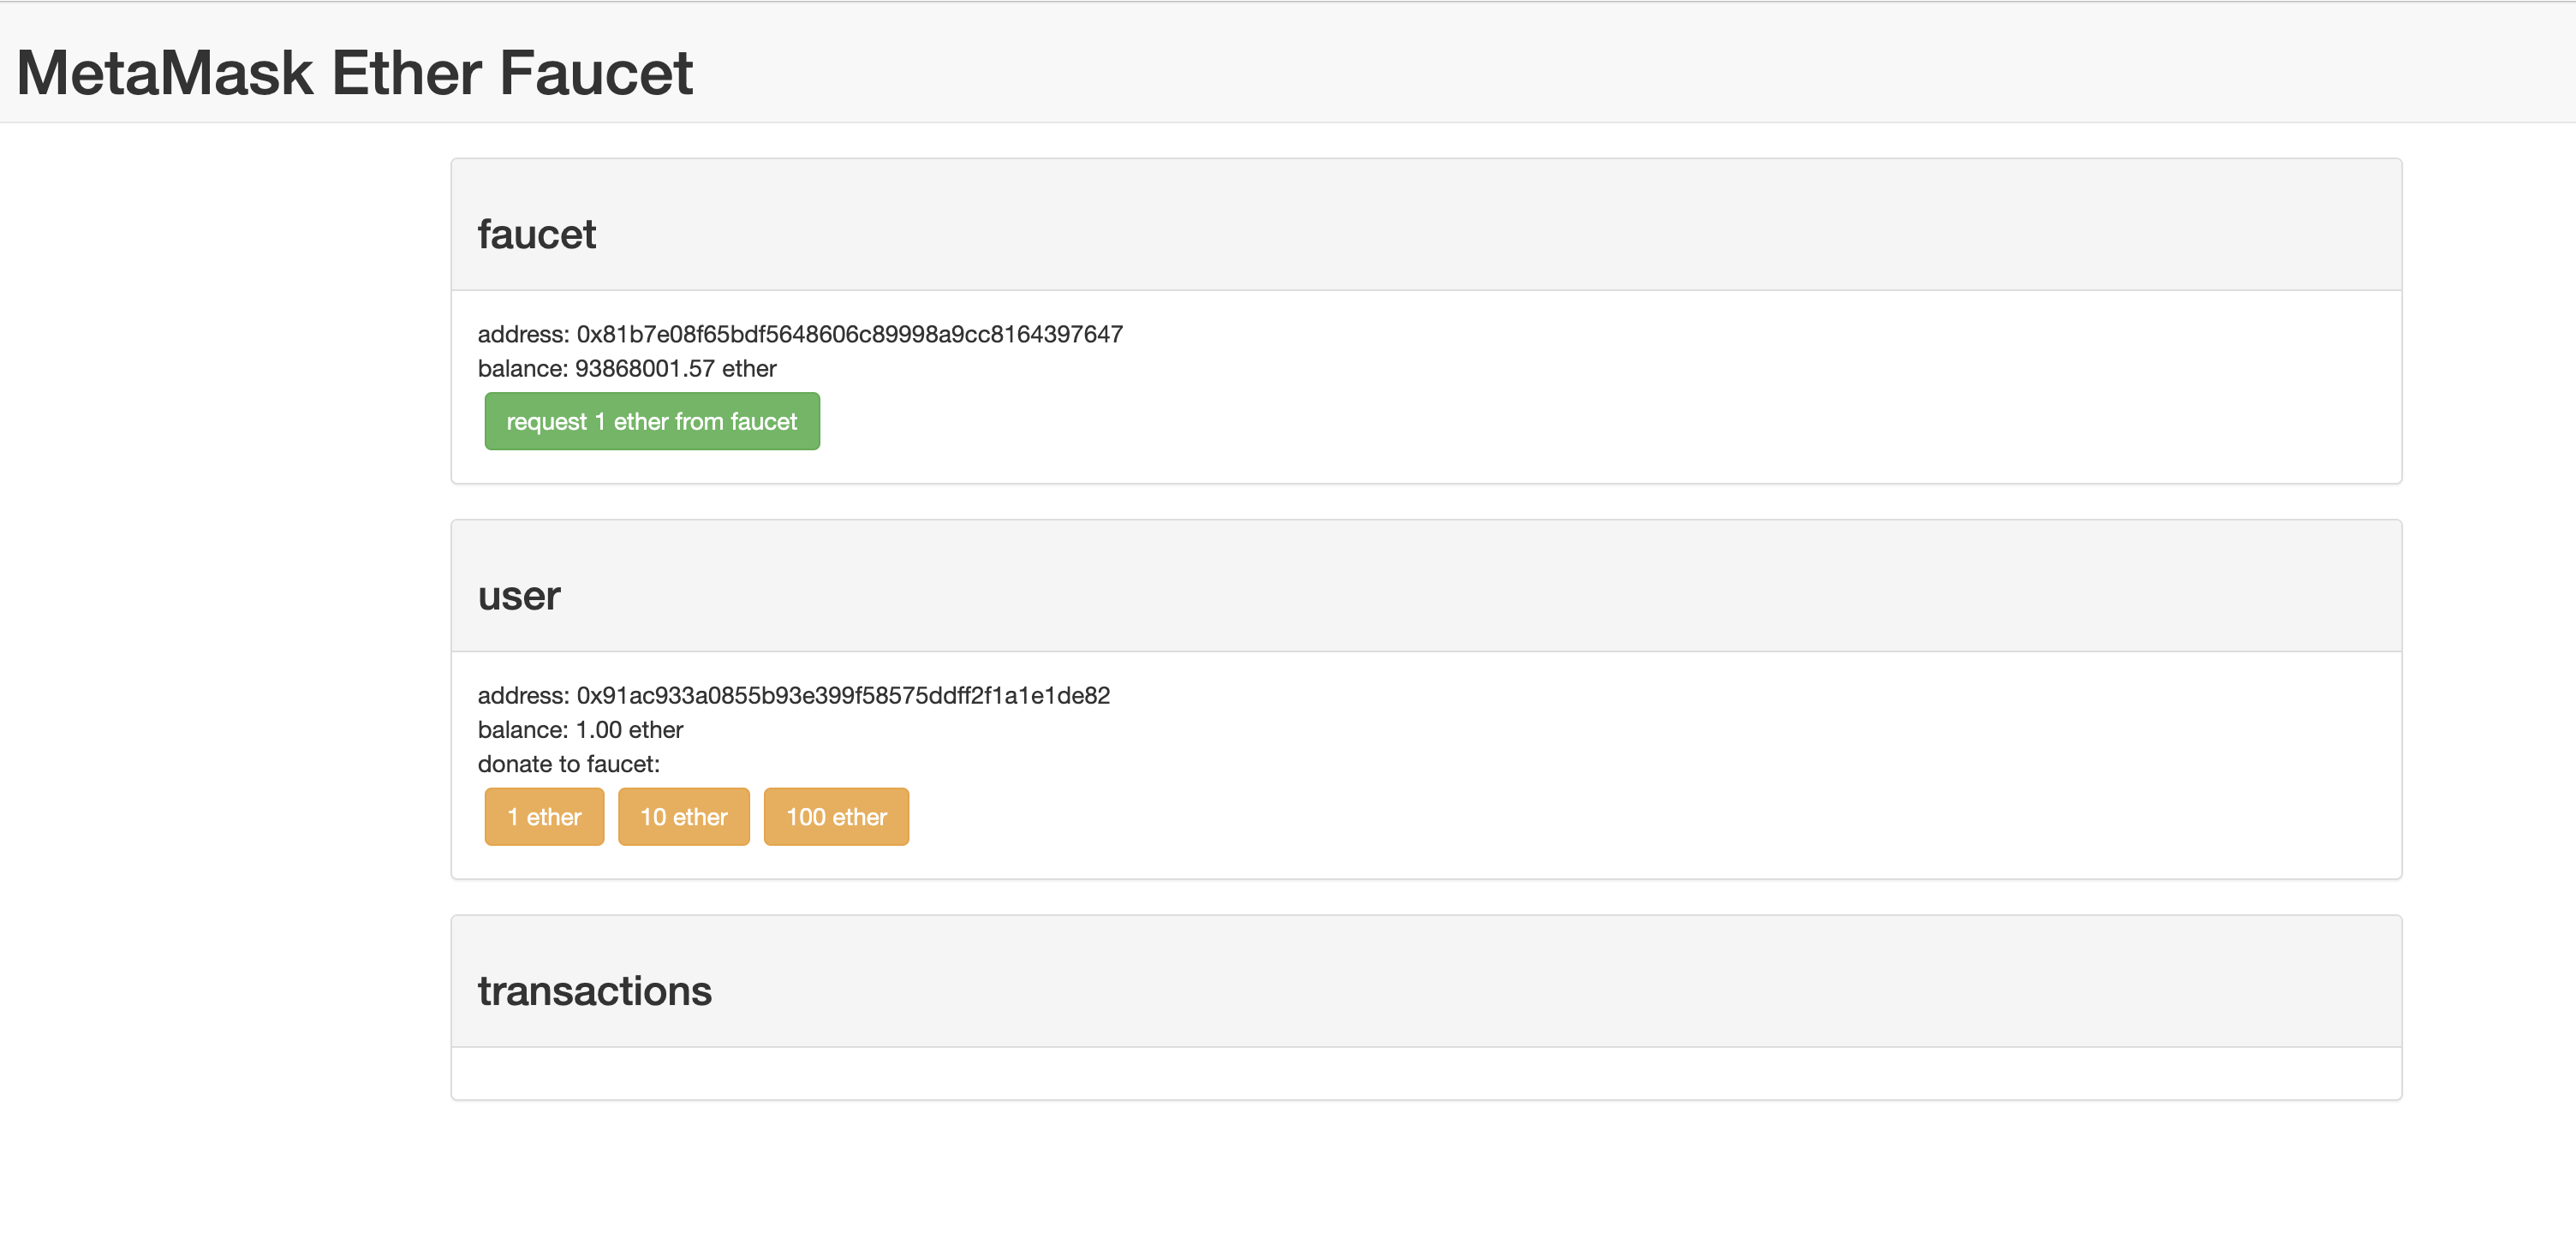 MetaMask Ether Faucet
faucet
address: 0x81b7e08f65bdf5648606c89998a9cc8164397647
balance: 93868001.57 ether
request 1 ether from faucet
user
address: 0x91ac933a0855b93e399f58575ddff2f1a1e1de82
balance: 1.00 ether
donate to faucet:
1 ether 10 ether 100 ether
transactions